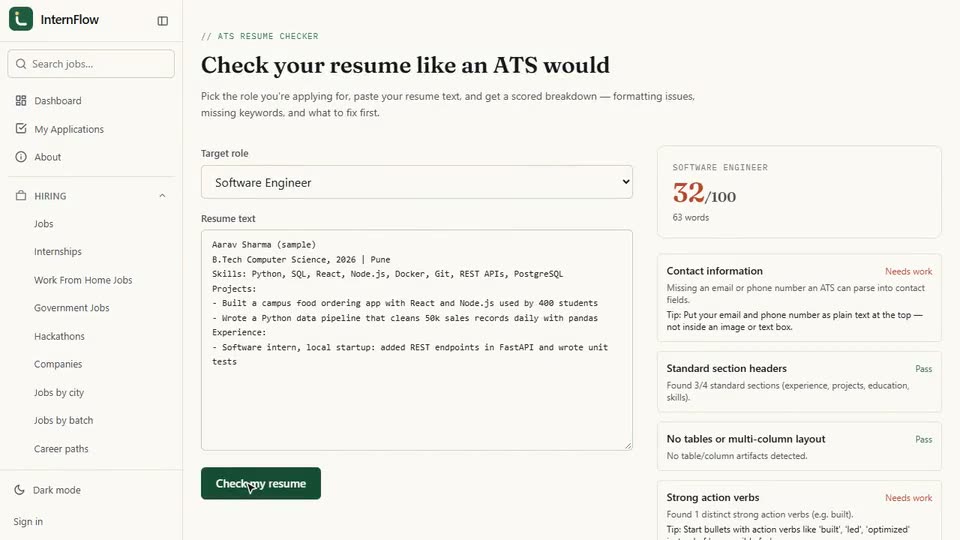 InternFlow
Search jobs...
Dashboard
My Applications
About
HIRING
Jobs
Internships
Work From Home Jobs
Government Jobs
Hackathons
Companies
Jobs by city
Jobs by batch
Career paths
Dark mode
Sign in
// ATS RESUME CHECKER
Check your resume like an ATS would
Pick the role you're applying for, paste your resume text, and get a scored breakdown — formatting issues,
missing keywords, and what to fix first.
Target role
Software Engineer
Resume text
Aarav Sharma (sample)
B.Tech Computer Science, 2026 | Pune
Skills: Python, SQL, React, Node.js, Docker, Git, REST APIs, PostgreSQL
Projects:
- Built a campus food ordering app with React and Node.js used by 400 students
- Wrote a Python data pipeline that cleans 50k sales records daily with pandas
Experience:
- Software intern, local startup: added REST endpoints in FastAPI and wrote unit
tests
Check my resume
SOFTWARE ENGINEER
32/100
63 words
Contact information
Needs work
Missing an email or phone number an ATS can parse into contact
fields.
Tip: Put your email and phone number as plain text at the top —
not inside an image or text box.
Standard section headers
Pass
Found 3/4 standard sections (experience, projects, education,
skills).
No tables or multi-column layout
Pass
No table/column artifacts detected.
Strong action verbs
Needs work
Found 1 distinct strong action verbs (e.g. built).
Tip: Start bullets with action verbs like 'built', 'led', 'optimized'